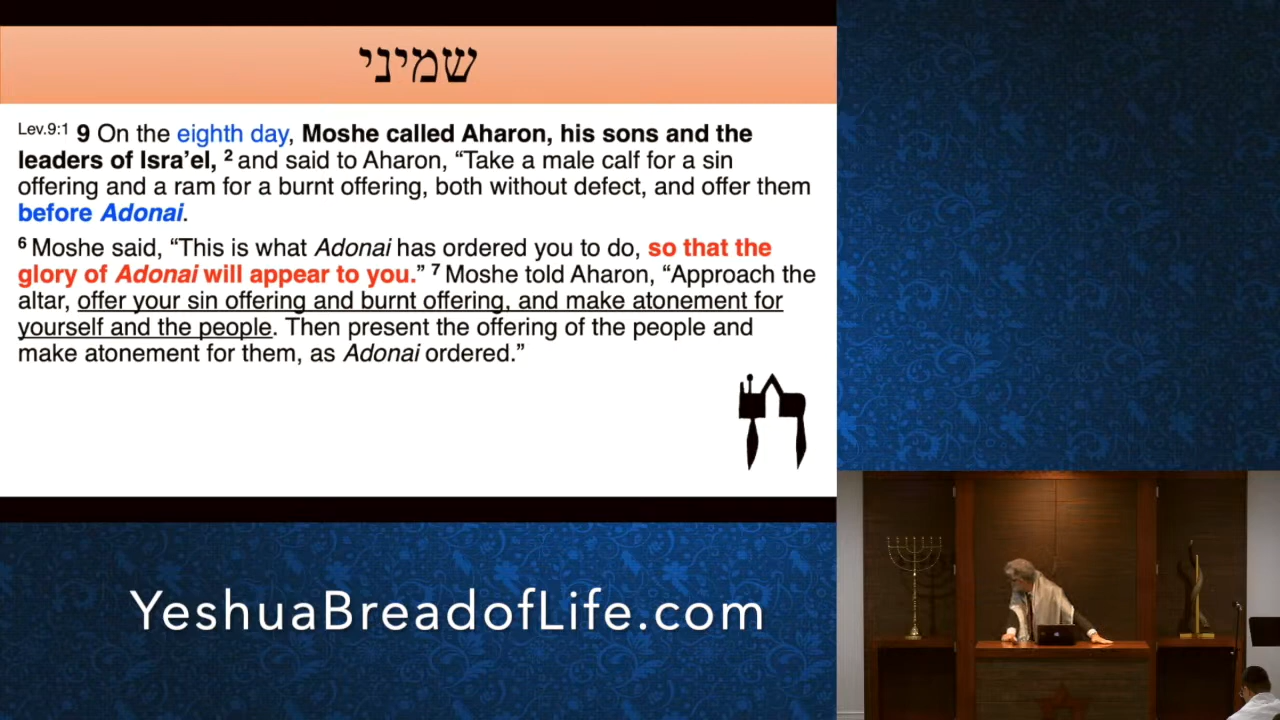 שמיני
Lev.9:1 9 On the eighth day, Moshe called Aharon, his sons and the
leaders of Isra’el, 2 and said to Aharon, “Take a male calf for a sin
offering and a ram for a burnt offering, both without defect, and offer them
before Adonai.
6 Moshe said, “This is what Adonai has ordered you to do, so that the
glory of Adonai will appear to you.” 7 Moshe told Aharon, “Approach the
altar, offer your sin offering and burnt offering, and make atonement for
yourself and the people. Then present the offering of the people and
make atonement for them, as Adonai ordered.”
ח
YeshuaBreadofLife.com